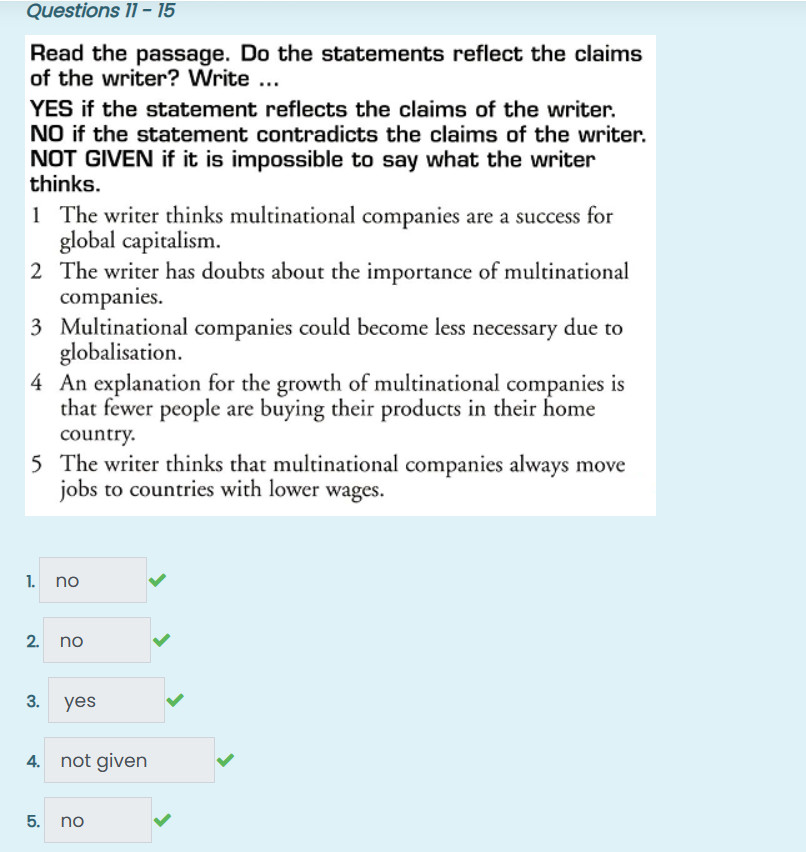 Questions 11 - 15
Read the passage. Do the statements reflect the claims
of the writer? Write ...
YES if the statement reflects the claims of the writer.
NO if the statement contradicts the claims of the writer.
NOT GIVEN if it is impossible to say what the writer
thinks.
1 The writer thinks multinational companies are a success for
global capitalism.
2 The writer has doubts about the importance of multinational
companies.
3 Multinational companies could become less necessary due to
globalisation.
4 An explanation for the growth of multinational companies is
that fewer people are buying their products in their home
country.
5 The writer thinks that multinational companies always move
jobs to countries with lower wages.
1. no
2. no
3. yes
4. not given
5. no